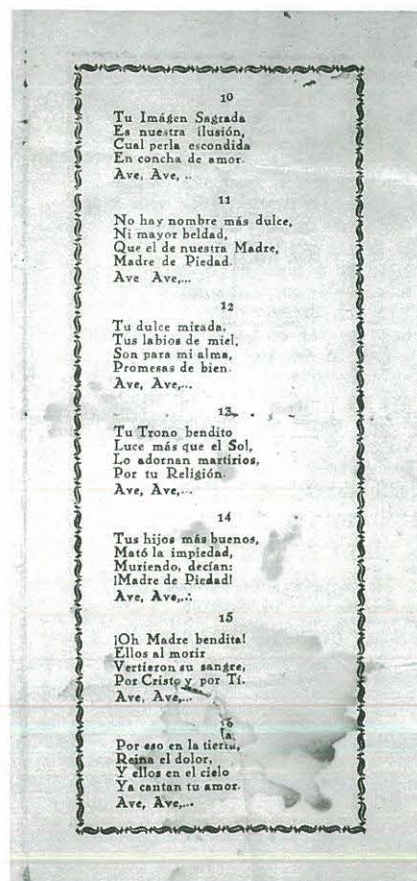 10
Tu Imágen Sagrada
Es nuestra ilusión,
Cual perla escondida
En concha de amor.
Ave, Ave, ..
11
No hay nombre más dulce,
Ni mayor beldad,
Que el de nuestra Madre,
Madre de Piedad.
Ave Ave,...
12
Tu dulce mirada,
Tus labios de miel,
Son para mi alma,
Promesas de bien.
Ave, Ave,...
13
Tu Trono bendito
Luce más que el Sol,
Lo adornan martirios,
Por tu Religión.
Ave, Ave,...
14
Tus hijos más buenos,
Mató la impiedad,
Muriendo, decían:
¡Madre de Piedad!
Ave, Ave,...
15
¡Oh Madre bendita!
Ellos al morir
Vertieron su sangre,
Por Cristo y por Tí.
Ave, Ave,...
16
Por eso en la tierra,
Reina el dolor,
Y ellos en el cielo
Ya cantan tu amor.
Ave, Ave,...